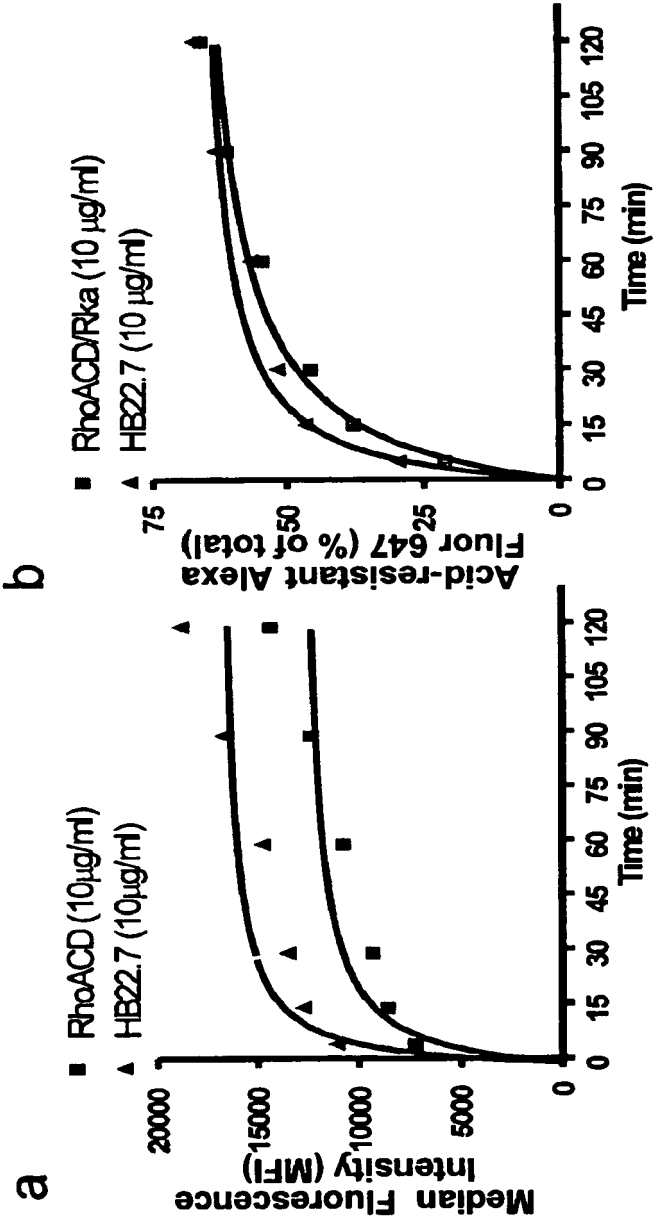 a
RhoACD (10µg/ml)
HB22.7 (10µg/ml)
Median Fluorescence
Intensity (MFI)
20000
15000
10000
5000
0
0 15 30 45 60 75 90 105 120
Time (min)
b
RhoACD/Rka (10 µg/ml)
HB22.7 (10 µg/ml)
Acid-resistant Alexa
Fluor 647 (% of total)
75
50
25
0
0 15 30 45 60 75 90 105 120
Time (min)